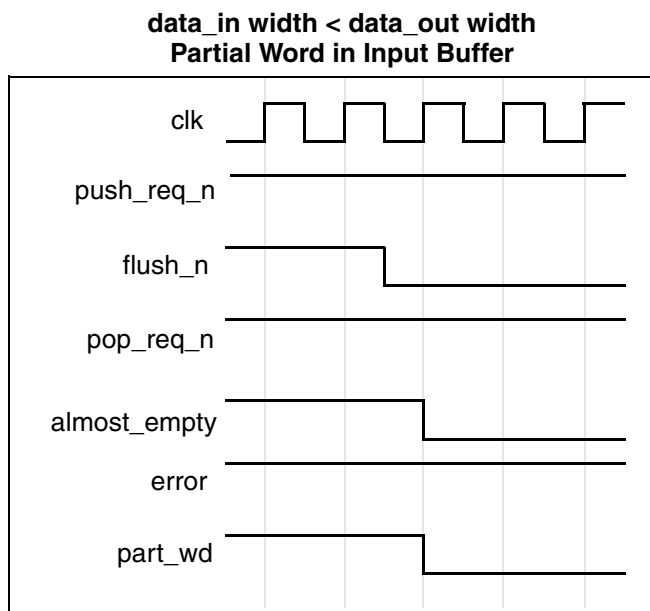 data_in width < data_out width
Partial Word in Input Buffer
clk
push_req_n
flush_n
pop_req_n
almost_empty
error
part_wd